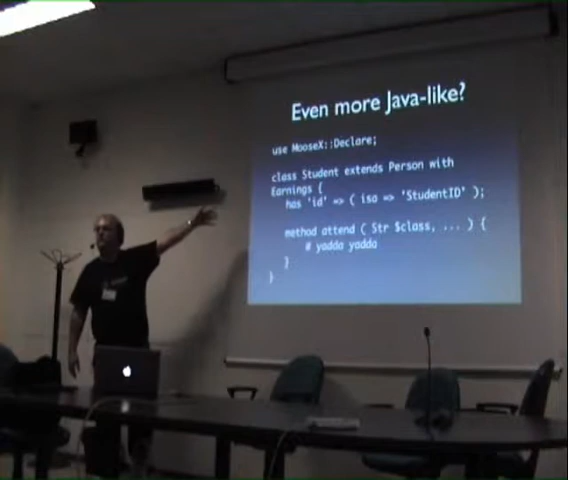 Even more Java-like?
use MooseX::Declare;
class Student extends Person with
Earnings {
has 'id' => ( isa => 'StudentID' );
method attend ( Str $class, ... ) {
# yadda yadda
}
}